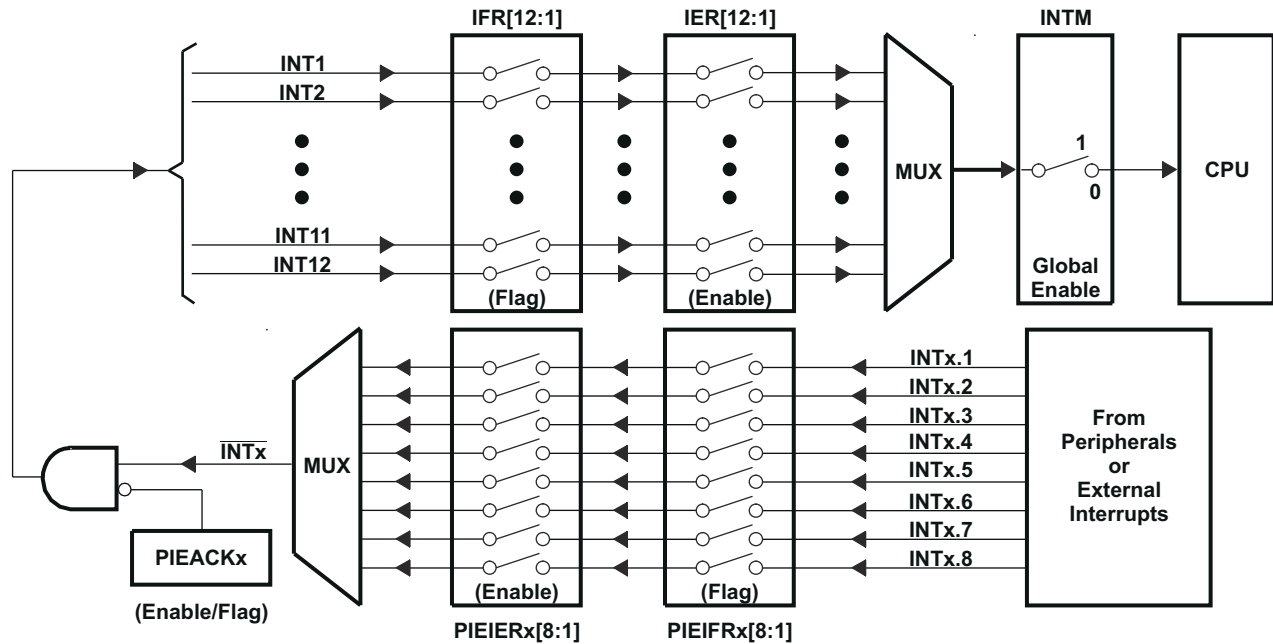 IFR[12:1]
IER[12:1]
INTM
INT1
INT2
INT11
INT12
(Flag)
(Enable)
MUX
1
0
Global
Enable
CPU
INTx.1
INTx.2
INTx.3
INTx.4
INTx.5
INTx.6
INTx.7
INTx.8
From
Peripherals
or
External
Interrupts
INTx
MUX
PIEACKx
(Enable/Flag)
(Enable)
(Flag)
PIEIERx[8:1]
PIEIFRx[8:1]